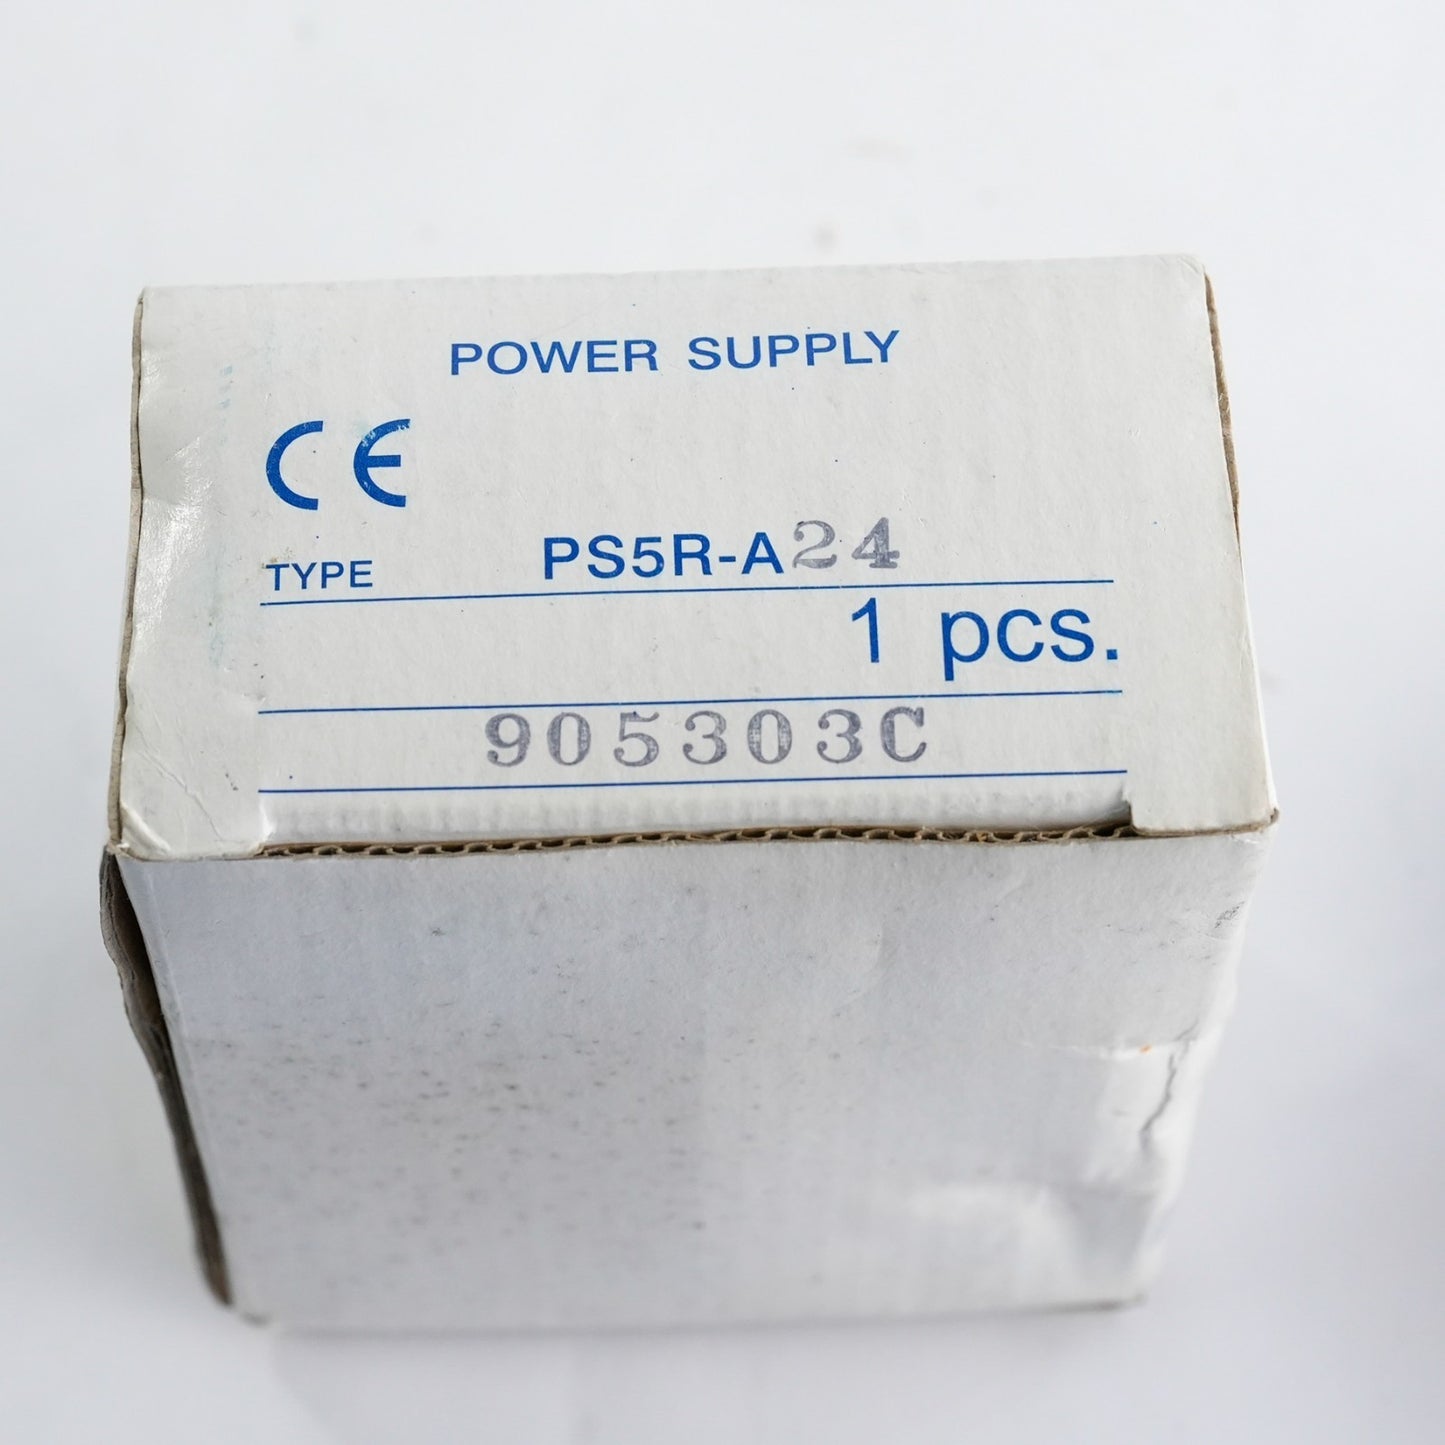 POWER SUPPLY
CE
TYPE PS5R-A24
1 pcs.
905303C